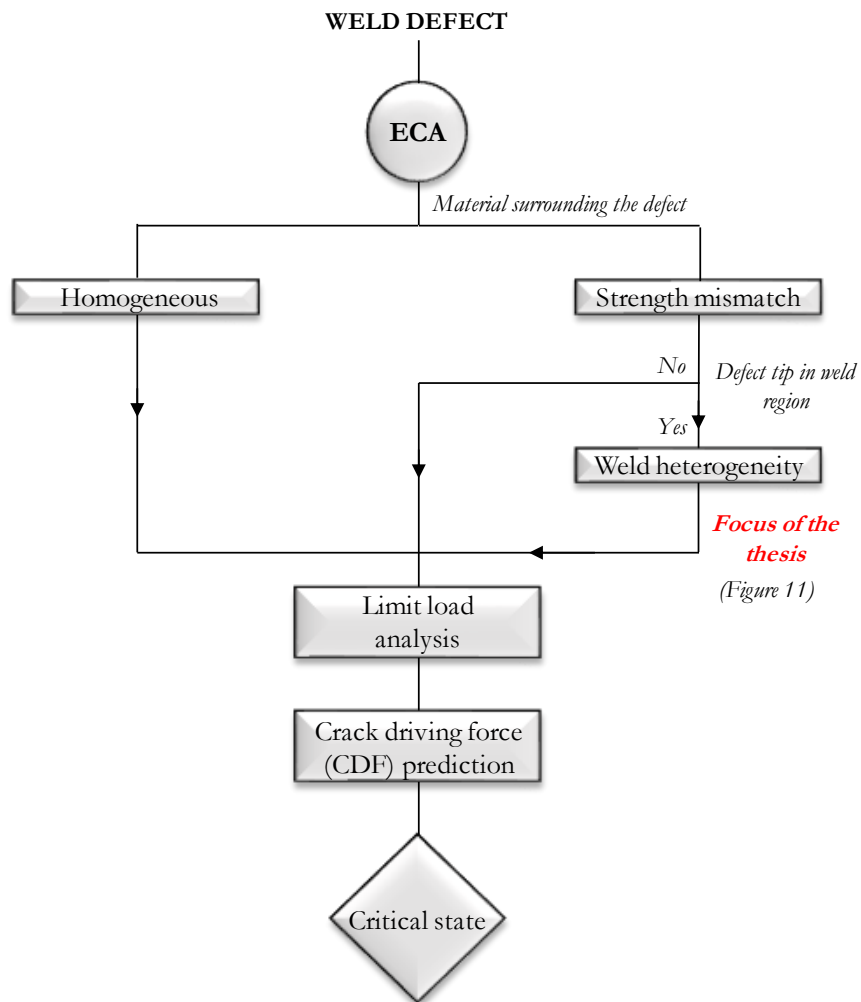 WELD DEFECT
ECA
Material surrounding the defect
Homogeneous
Strength mismatch
No
Defect tip in weld
region
Yes
Weld heterogeneity
Focus of the
thesis
(Figure 11)
Limit load
analysis
Crack driving force
(CDF) prediction
Critical state